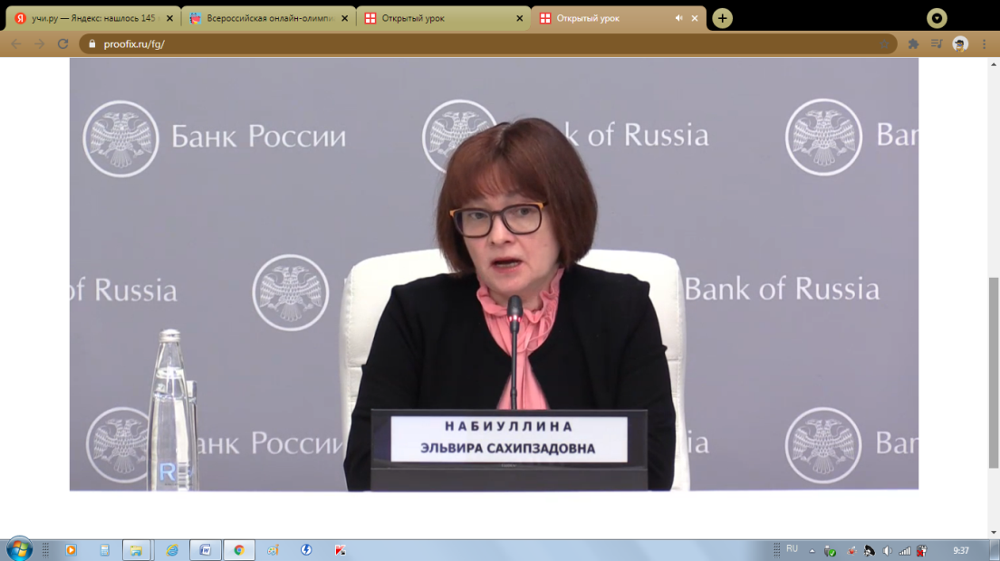 учи.ру — Яндекс: нашлось 145
Всероссийская онлайн-олимпи
Открытый урок
Открытый урок
proofix.ru/fg/
Банк России
k of Russia
Ban
of Russia
Bank of Russia
анк России
ia
Ban
НАБИУЛЛИНА
ЭЛЬВИРА САХИПЗАДОВНА
RU
9:37